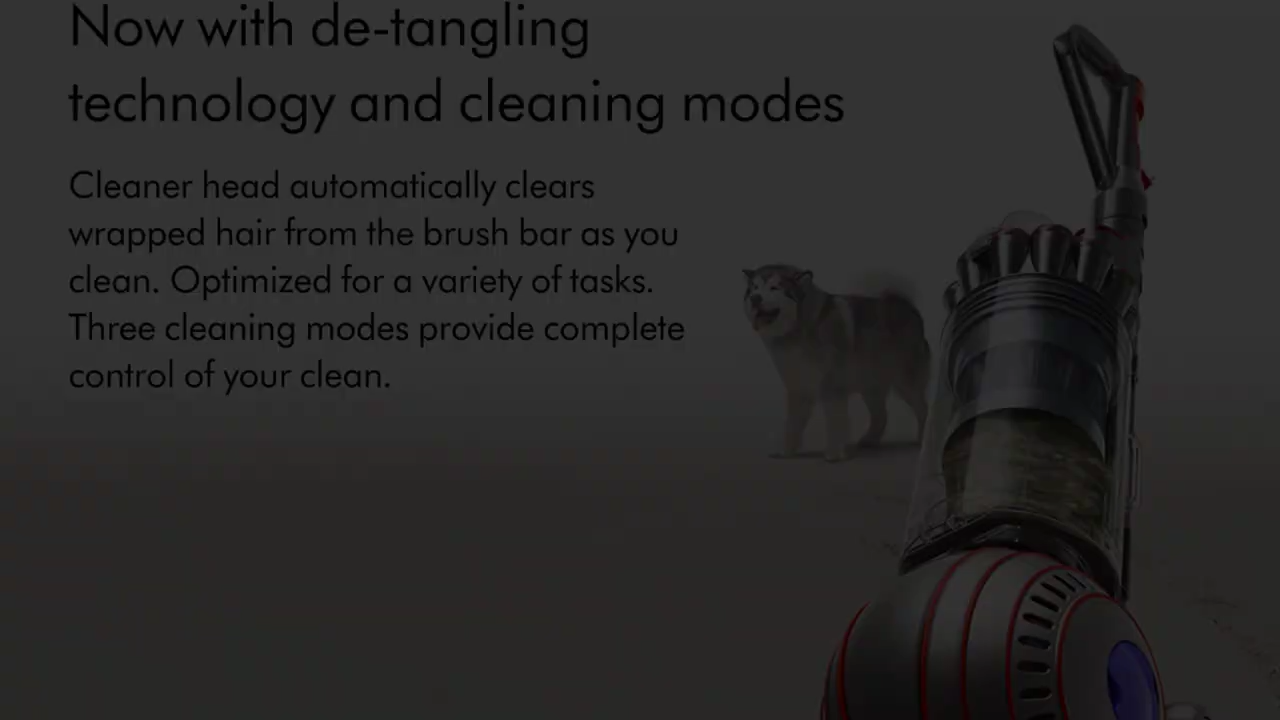 Now with de-tangling
technology and cleaning modes
Cleaner head automatically clears
wrapped hair from the brush bar as you
clean. Optimized for a variety of tasks.
Three cleaning modes provide complete
control of your clean.